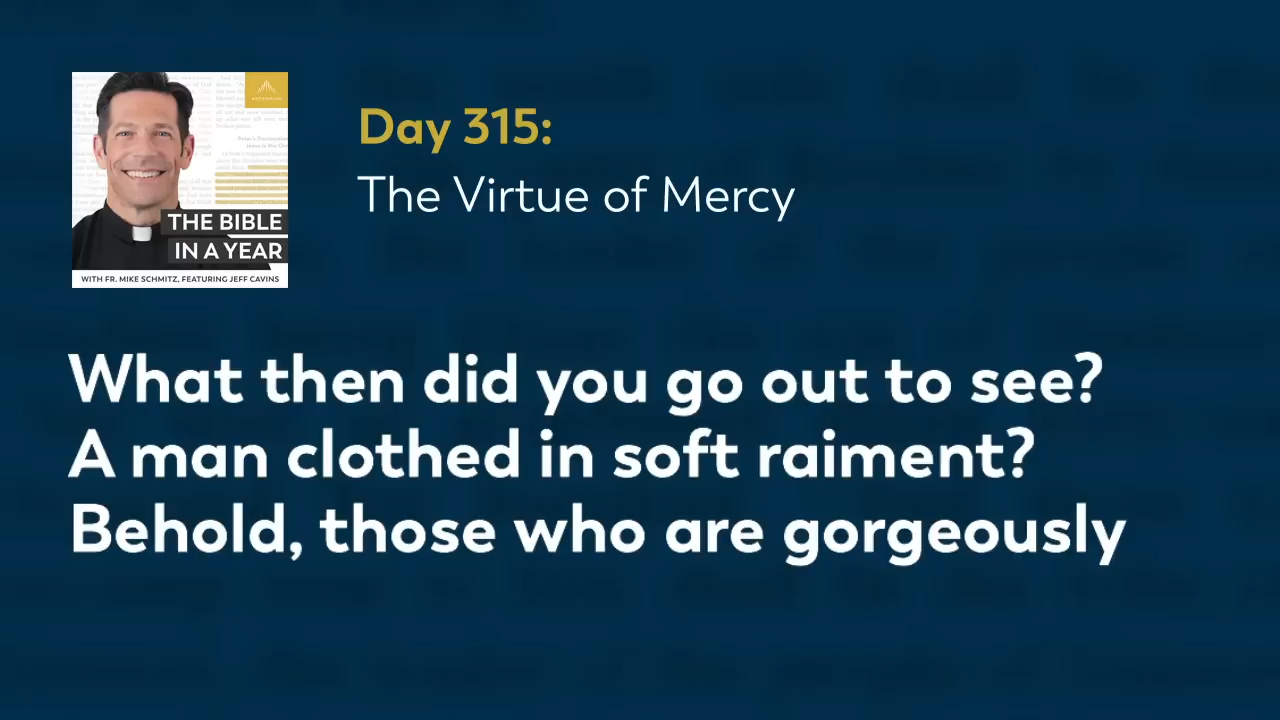 Day 315:
The Virtue of Mercy
THE BIBLE
IN A YEAR
WITH FR. MIKE SCHMITZ, FEATURING JEFF CAVINS
What then did you go out to see?
A man clothed in soft raiment?
Behold, those who are gorgeously